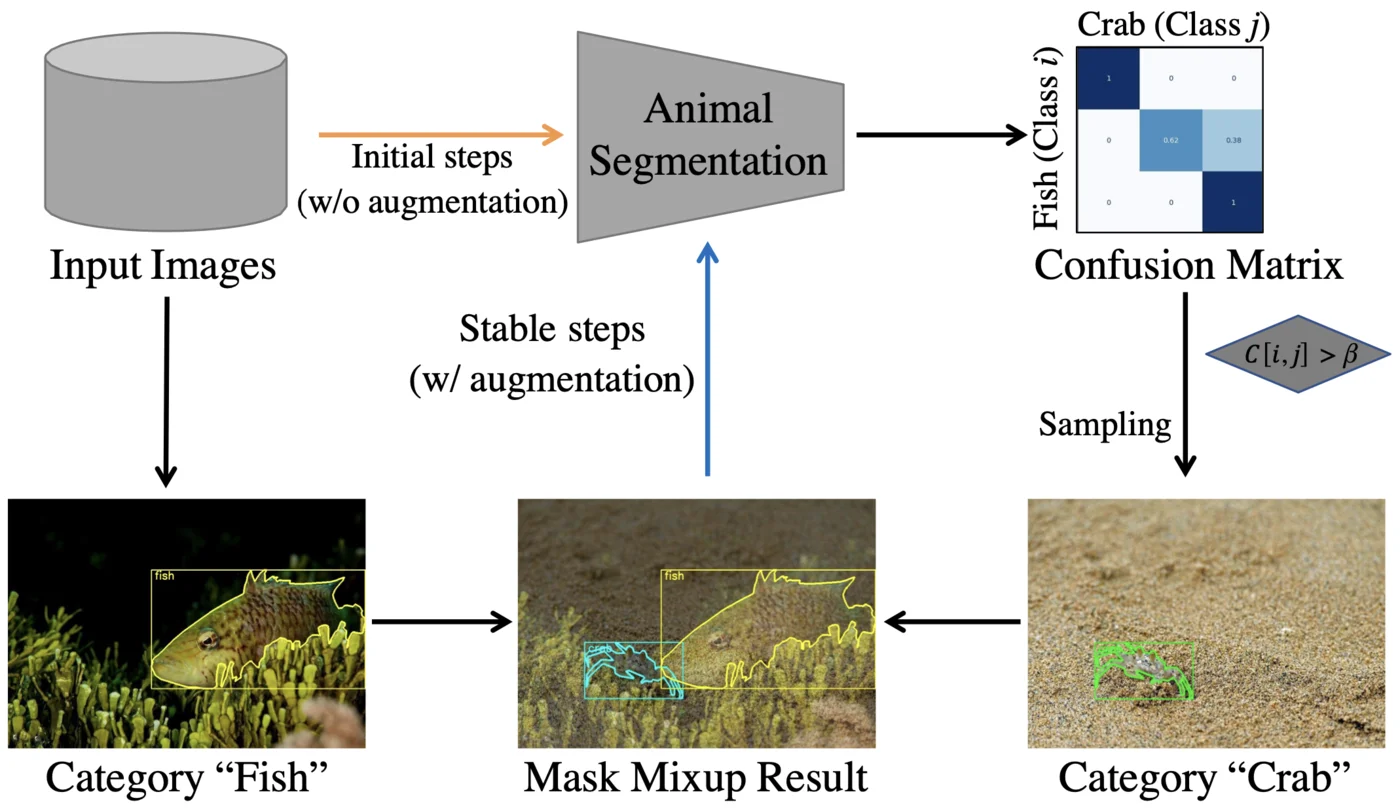 Crab (Class j)
Fish (Class i)
1
0
0
0
0.62
0.38
0
0
1
Confusion Matrix
Input Images
Initial steps
(w/o augmentation)
Animal
Segmentation
Stable steps
(w/ augmentation)
C[i,j] > β
Sampling
fish
fish
crab
Category “Fish”
Mask Mixup Result
Category “Crab”